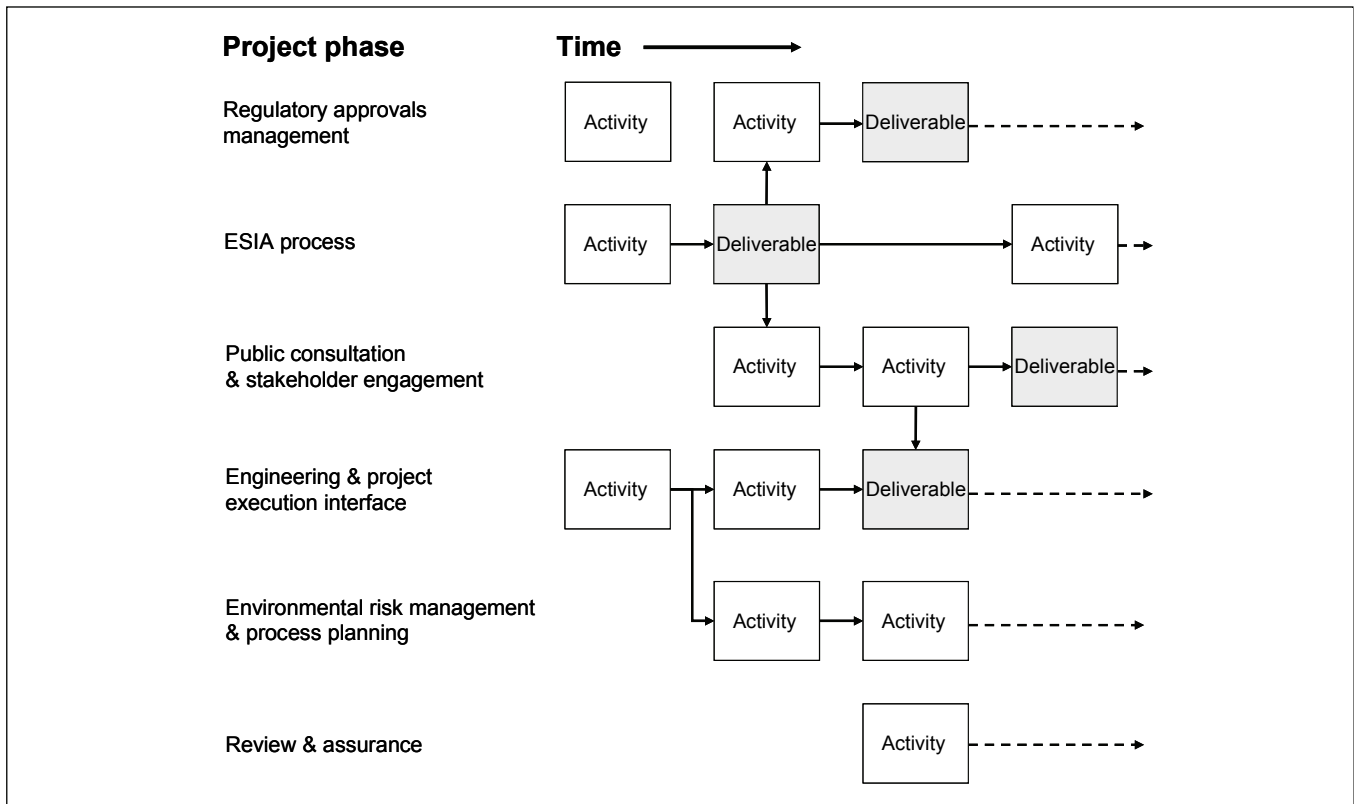 Project phase
Time
Regulatory approvals
management
Activity
Activity
Deliverable
ESIA process
Activity
Deliverable
Activity
Public consultation
& stakeholder engagement
Activity
Activity
Deliverable
Engineering & project
execution interface
Activity
Activity
Deliverable
Environmental risk management
& process planning
Activity
Activity
Review & assurance
Activity